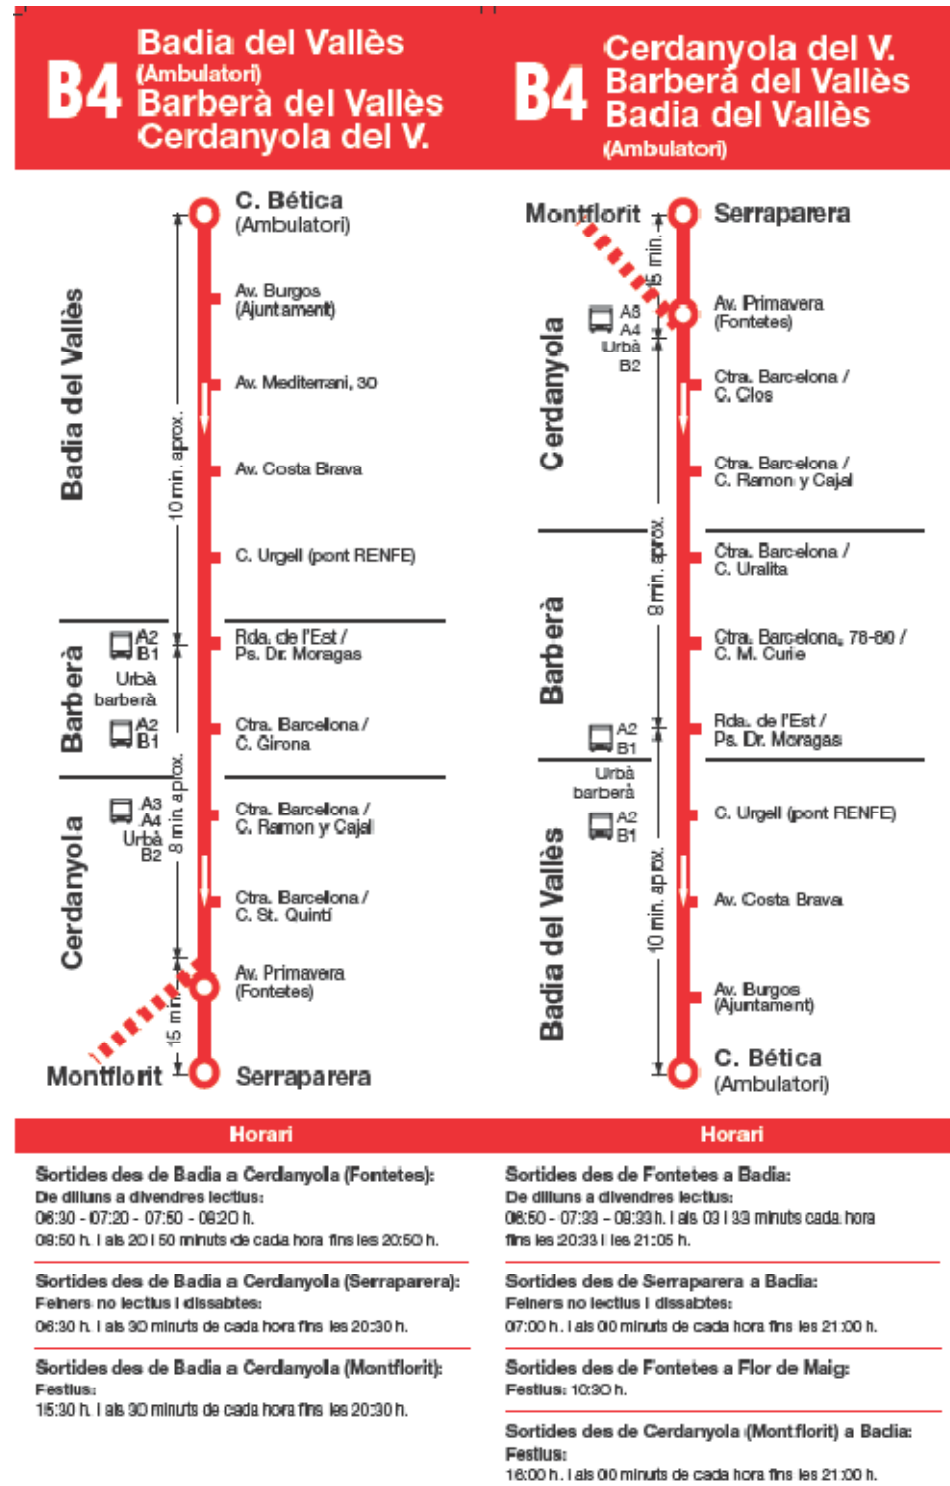 B4
Badia del Vallès
(Ambulatori)
Barberà del Vallès
Cerdanyola del V.
Badia del Vallès
Barberà
Cerdanyola
10 min. aprox.
8 min. aprox.
15 min.
C. Bética
(Ambulatori)
Av. Burgos
(Ajuntament)
Av. Mediterrani, 30
Av. Costa Brava
C. Urgell (pont RENFE)
A2
B1
Urbà
barberà
A2
B1
Rda. de l'Est /
Ps. Dr. Moragas
Ctra. Barcelona /
C. Girona
A3
A4
Urbà
B2
Ctra. Barcelona /
C. Ramon y Cajal
Ctra. Barcelona /
C. St. Quintí
Av. Primavera
(Fontetes)
Montflorit
Serraparera
Horari
Sortides des de Badia a Cerdanyola (Fontetes):
De dilluns a divendres lectius:
06:30 - 07:20 - 07:50 - 08:20 h.
08:50 h. i als 20 i 50 minuts de cada hora fins les 20:50 h.
Sortides des de Badia a Cerdanyola (Serraparera):
Feiners no lectius i dissabtes:
06:30 h. i als 30 minuts de cada hora fins les 20:30 h.
Sortides des de Badia a Cerdanyola (Montflorit):
Festius:
15:30 h. i als 30 minuts de cada hora fins les 20:30 h.
B4
Cerdanyola del V.
Barberà del Vallès
Badia del Vallès
(Ambulatori)
Cerdanyola
Barberà
Badia del Vallès
15 min.
8 min. aprox.
10 min. aprox.
Montflorit
Serraparera
A3
A4
Urbà
B2
Av. Primavera
(Fontetes)
Ctra. Barcelona /
C. Clos
Ctra. Barcelona /
C. Ramon y Cajal
Ctra. Barcelona /
C. Uralita
Ctra. Barcelona, 78-80 /
C. M. Curie
A2
B1
Urbà
barberà
A2
B1
Rda. de l'Est /
Ps. Dr. Moragas
C. Urgell (pont RENFE)
Av. Costa Brava
Av. Burgos
(Ajuntament)
C. Bética
(Ambulatori)
Horari
Sortides des de Fontetes a Badia:
De dilluns a divendres lectius:
06:50 - 07:33 - 08:33 h. i als 03 i 33 minuts cada hora
fins les 20:33 i les 21:05 h.
Sortides des de Serraparera a Badia:
Feiners no lectius i dissabtes:
07:00 h. i als 00 minuts de cada hora fins les 21:00 h.
Sortides des de Fontetes a Flor de Maig:
Festius: 10:30 h.
Sortides des de Cerdanyola (Montflorit) a Badia:
Festius:
16:00 h. i als 00 minuts de cada hora fins les 21:00 h.